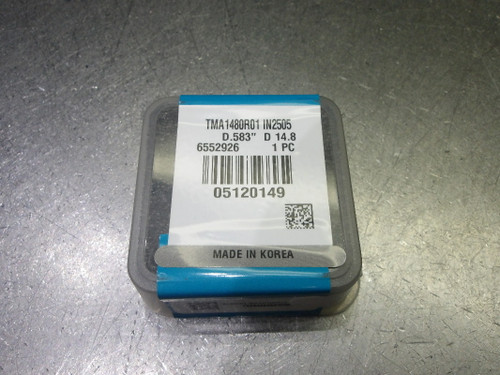 TMA1480R01 IN2505
D.583" D 14.8
6552926 1 PC
05120149
MADE IN KOREA